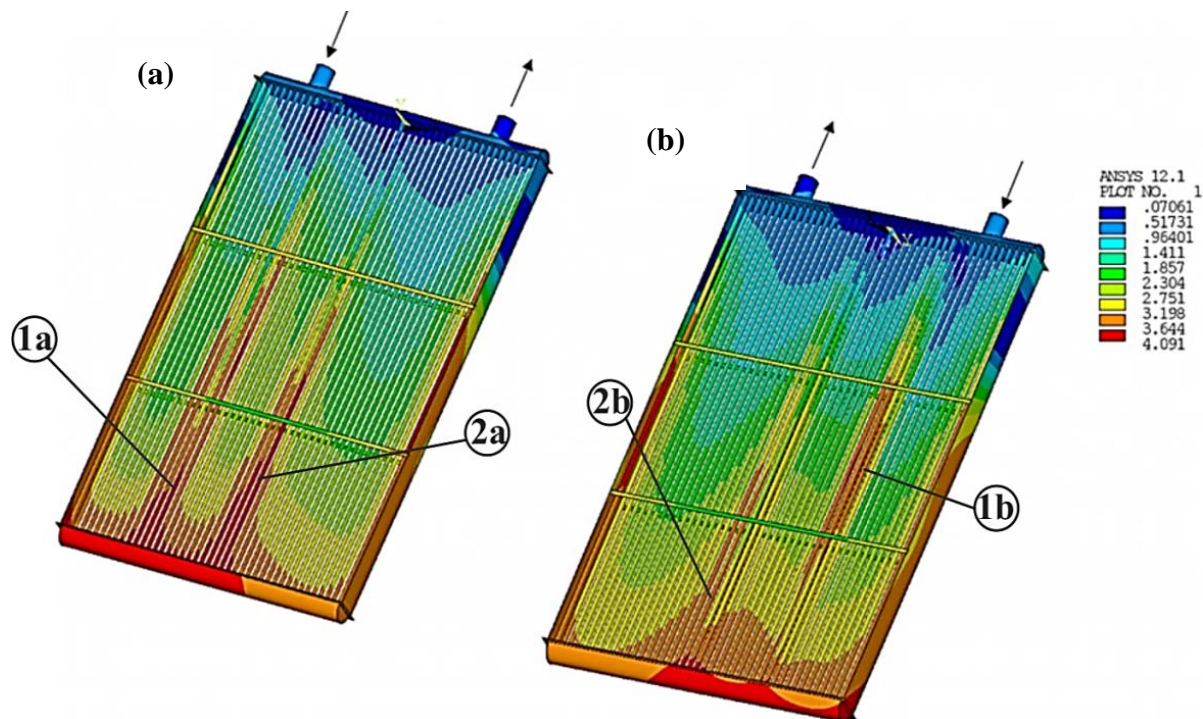 (a)
(b)
ANSYS 12.1
PLOT NO. 1
.07061
.51731
.96401
1.411
1.857
2.304
2.751
3.198
3.644
4.091
1a
2a
2b
1b